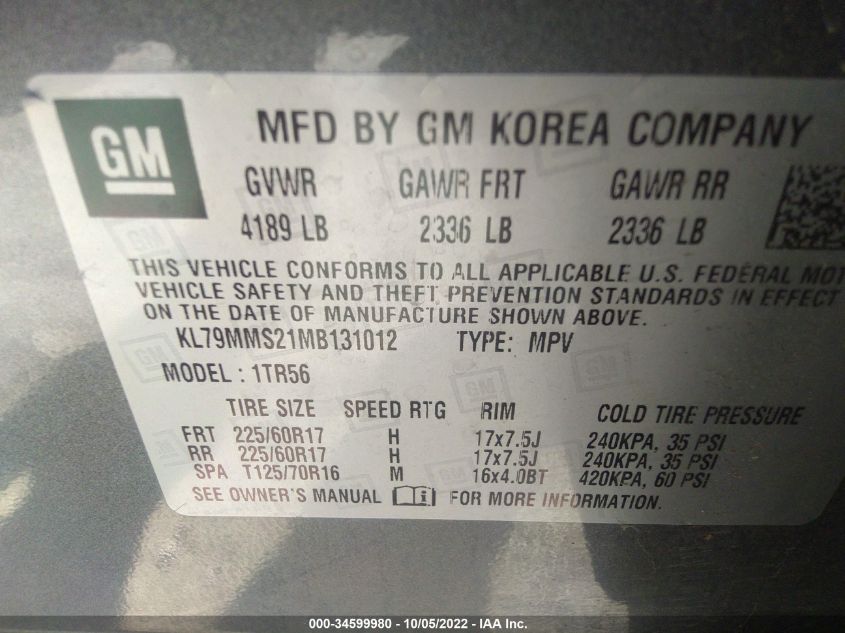 GM
MFD BY GM KOREA COMPANY
GVWR GAWR FRT GAWR RR
4189 LB 2336 LB 2336 LB
THIS VEHICLE CONFORMS TO ALL APPLICABLE U.S. FEDERAL MOT
VEHICLE SAFETY AND THEFT PREVENTION STANDARDS IN EFFECT
ON THE DATE OF MANUFACTURE SHOWN ABOVE.
KL79MMS21MB131012 TYPE: MPV
MODEL : 1TR56
TIRE SIZE SPEED RTG RIM COLD TIRE PRESSURE
FRT 225/60R17 H 17x7.5J 240KPA, 35 PSI
RR 225/60R17 H 17x7.5J 240KPA, 35 PSI
SPA T125/70R16 M 16x4.0BT 420KPA, 60 PSI
SEE OWNER'S MANUAL FOR MORE INFORMATION.
000-34599980 - 10/05/2022 - IAA Inc.